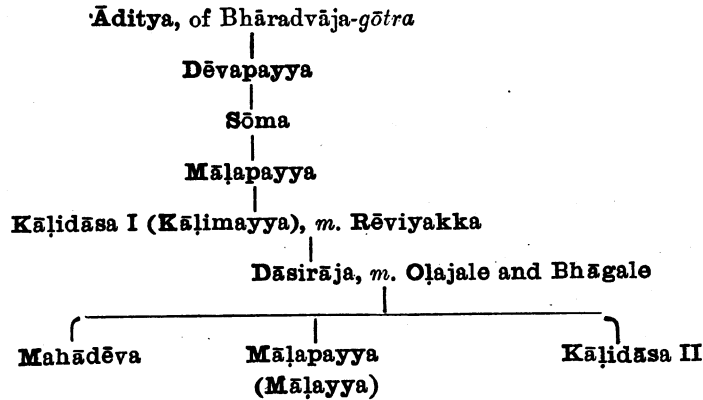 Āditya, of Bhāradvāja-gōtra
Dēvapayya
Sōma
Māḷapayya
Kāḷidāsa I (Kāḷimayya), m. Rēviyakka
Dāsirāja, m. Oḷajale and Bhāgale
Mahādēva Māḷapayya Kāḷidāsa II
(Māḷayya)